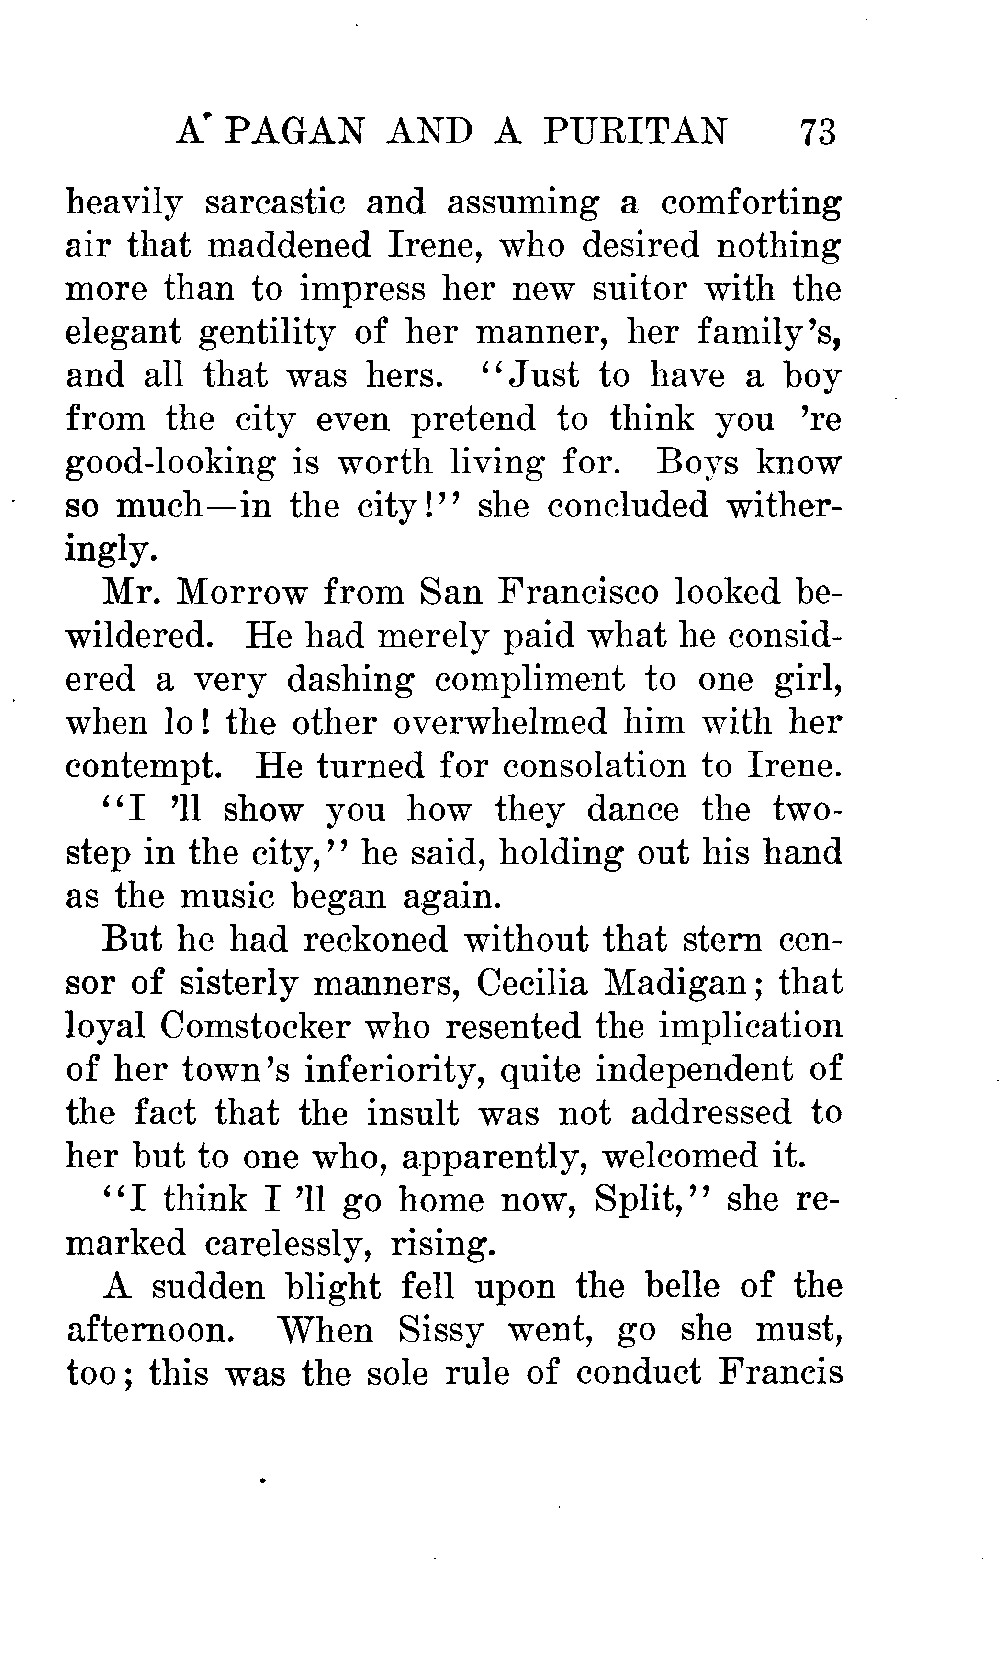 A PAGAN AND A PURITAN 73
heavily sarcastic and assuming a comforting
air that maddened Irene, who desired nothing
more than to impress her new suitor with the
elegant gentility of her manner, her family's,
and all that was hers. "Just to have a boy
from the city even pretend to think you 're
good-looking is worth living for. Boys know
so much—in the city!" she concluded wither-
ingly.
Mr. Morrow from San Francisco looked be-
wildered. He had merely paid what he consid-
ered a very dashing compliment to one girl,
when lo! the other overwhelmed him with her
contempt. He turned for consolation to Irene.
"I 'll show you how they dance the two-
step in the city," he said, holding out his hand
as the music began again.
But he had reckoned without that stern cen-
sor of sisterly manners, Cecilia Madigan; that
loyal Comstocker who resented the implication
of her town's inferiority, quite independent of
the fact that the insult was not addressed to
her but to one who, apparently, welcomed it.
"I think I 'll go home now, Split," she re-
marked carelessly, rising.
A sudden blight fell upon the belle of the
afternoon. When Sissy went, go she must,
too; this was the sole rule of conduct Francis